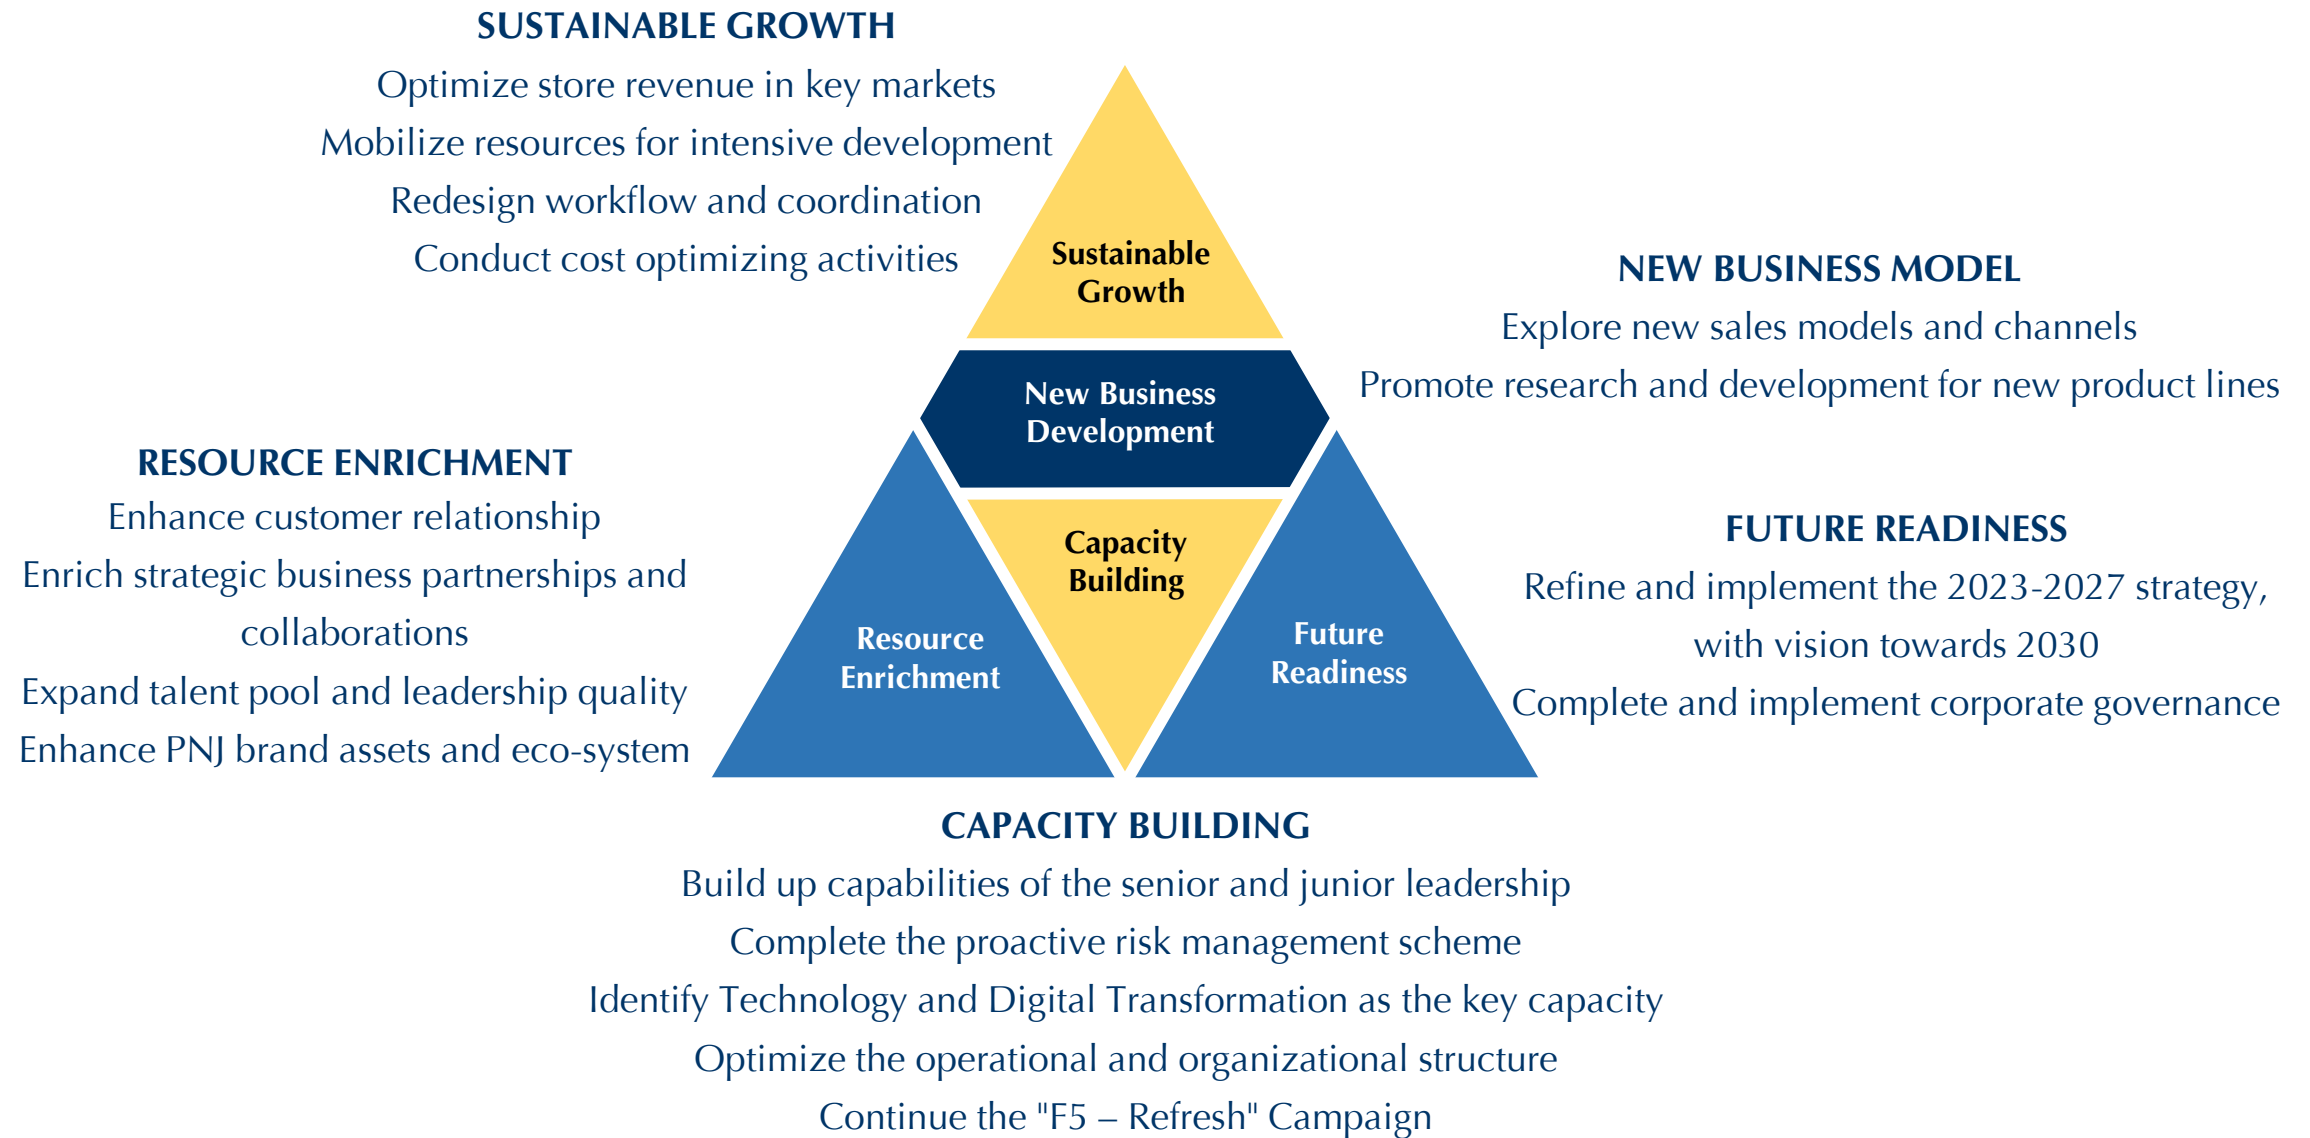 SUSTAINABLE GROWTH
Optimize store revenue in key markets
Mobilize resources for intensive development
Redesign workflow and coordination
Conduct cost optimizing activities
Sustainable
Growth
NEW BUSINESS MODEL
Explore new sales models and channels
Promote research and development for new product lines
New Business
Development
RESOURCE ENRICHMENT
Enhance customer relationship
Enrich strategic business partnerships and
collaborations
Expand talent pool and leadership quality
Enhance PNJ brand assets and eco-system
Capacity
Building
Resource
Enrichment
Future
Readiness
FUTURE READINESS
Refine and implement the 2023-2027 strategy,
with vision towards 2030
Complete and implement corporate governance
CAPACITY BUILDING
Build up capabilities of the senior and junior leadership
Complete the proactive risk management scheme
Identify Technology and Digital Transformation as the key capacity
Optimize the operational and organizational structure
Continue the "F5 – Refresh" Campaign